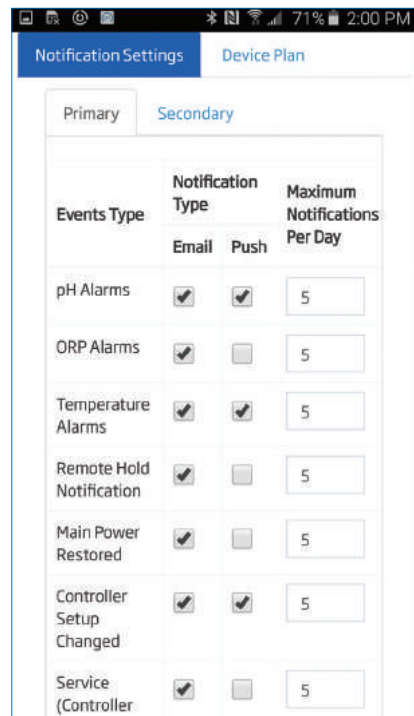 71% 2:00 PM
Notification Settings Device Plan
Primary Secondary
Events Type
Notification
Type
Email Push
Maximum
Notifications
Per Day
pH Alarms 5
ORP Alarms 5
Temperature
Alarms 5
Remote Hold
Notification 5
Main Power
Restored 5
Controller
Setup
Changed 5
Service
(Controller 5